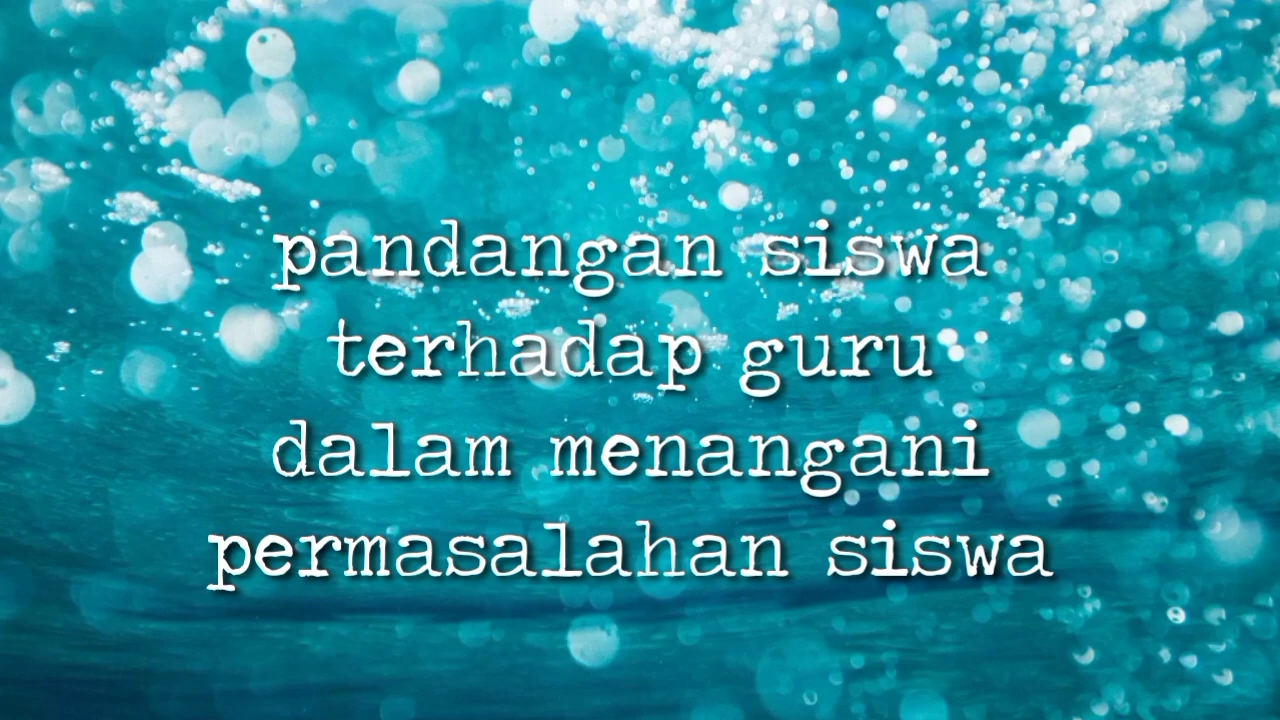 pandangan siswa
terhadap guru
dalam menangani
permasalahan siswa